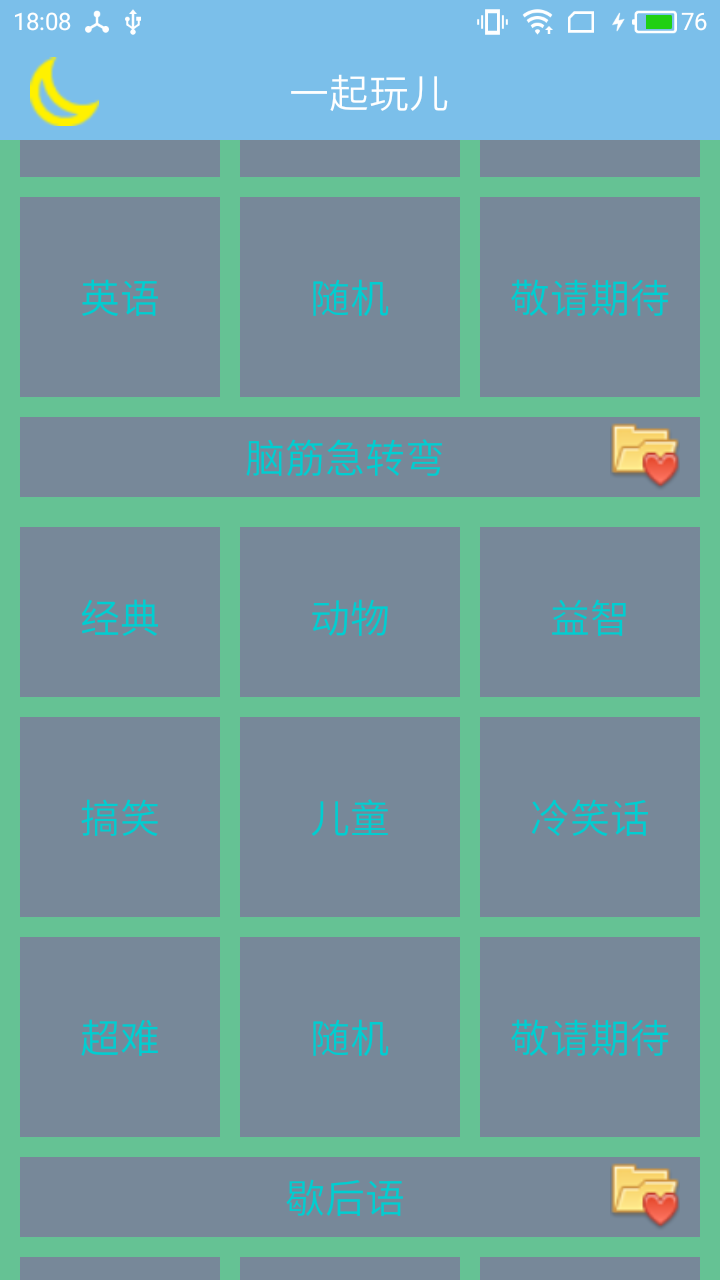 18:08
76
一起玩儿
英语
随机
敬请期待
脑筋急转弯
经典
动物
益智
搞笑
儿童
冷笑话
超难
随机
敬请期待
歇后语